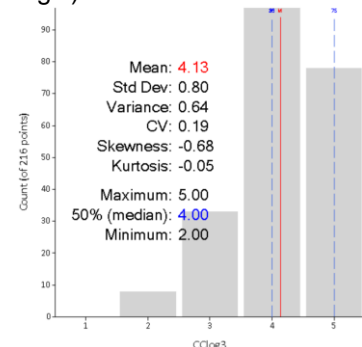 90
80
70
60
50
40
30
20
10
0
Count (of 216 points)
Mean: 4.13
Std Dev: 0.80
Variance: 0.64
CV: 0.19
Skewness: -0.68
Kurtosis: -0.05
Maximum: 5.00
50% (median): 4.00
Minimum: 2.00
75
1 2 3 4 5
CClog3